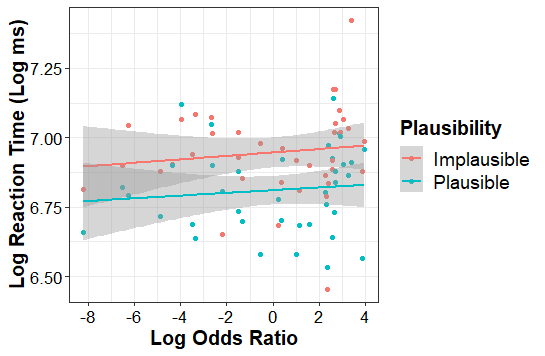 Log Reaction Time (Log ms)
7.25
7.00
6.75
6.50
-8
-6
-4
-2
0
2
4
Log Odds Ratio
Plausibility
Implausible
Plausible